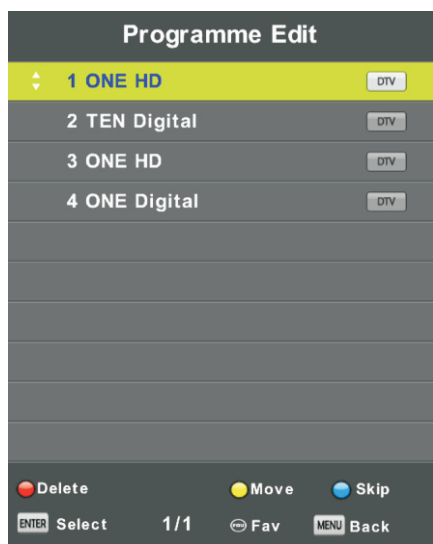 Programme Edit
1 ONE HD DTV
2 TEN Digital DTV
3 ONE HD DTV
4 ONE Digital DTV
Delete Move Skip
ENTER Select 1/1 Fav MENU Back